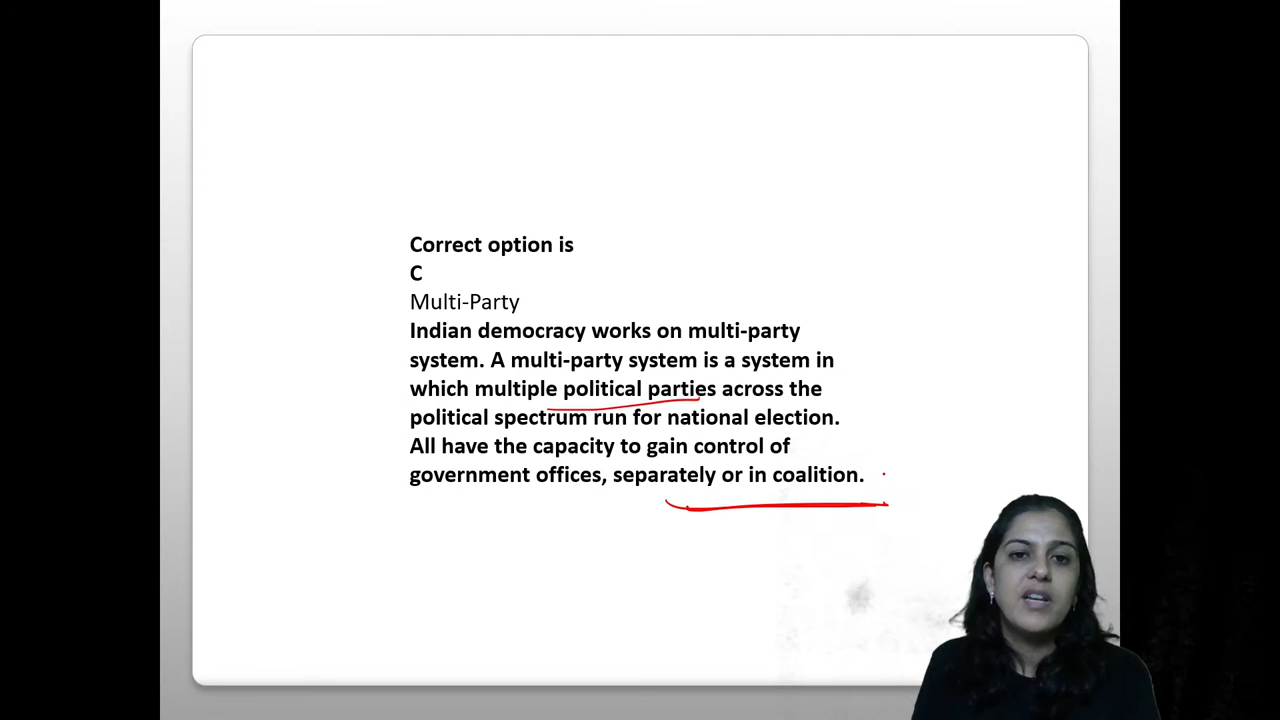 Correct option is
C
Multi-Party
Indian democracy works on multi-party
system. A multi-party system is a system in
which multiple political parties across the
political spectrum run for national election.
All have the capacity to gain control of
government offices, separately or in coalition.